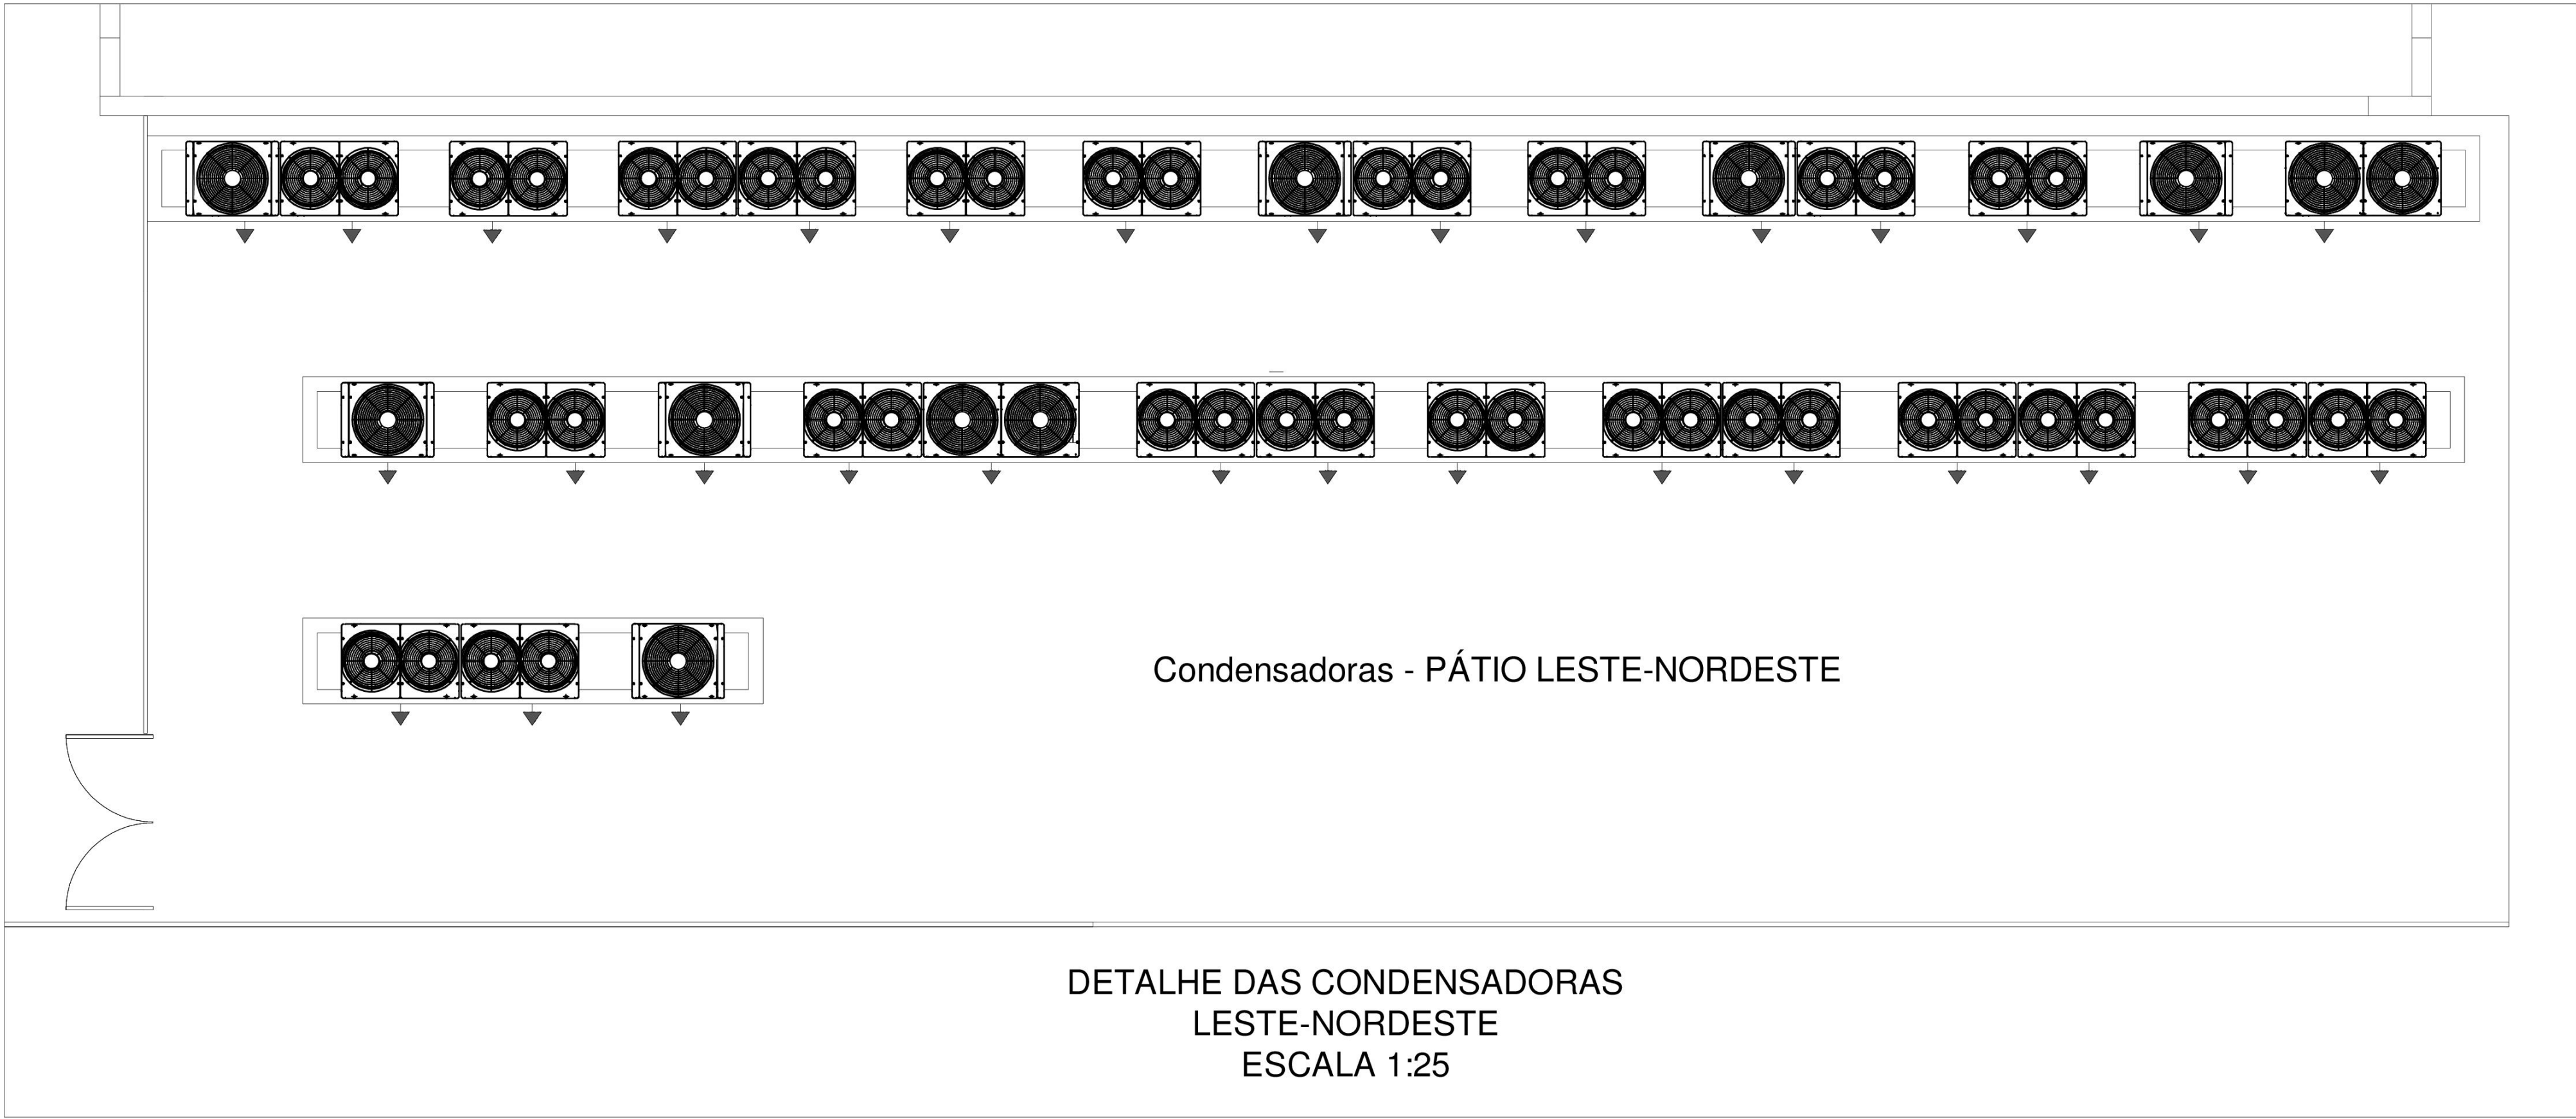 Condensadoras - PÁTIO LESTE-NORDESTE
DETALHE DAS CONDENSADORAS
LESTE-NORDESTE
ESCALA 1:25